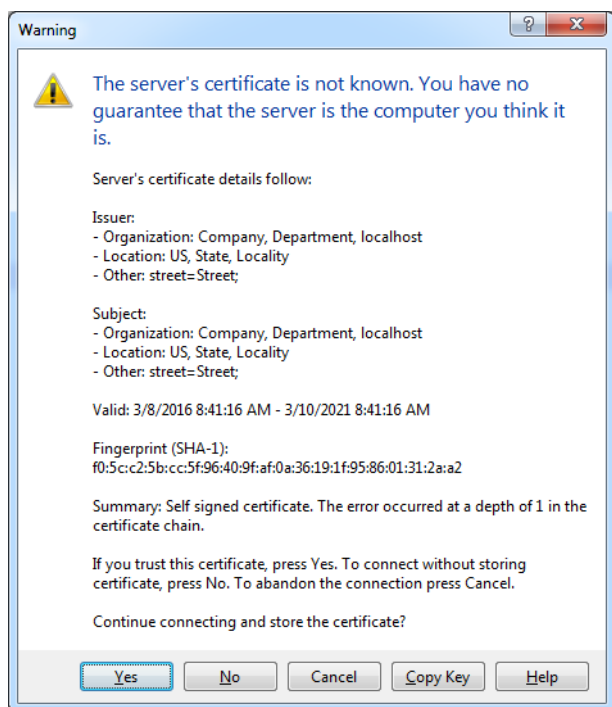 Warning
The server's certificate is not known. You have no
guarantee that the server is the computer you think it
is.
Server's certificate details follow:
Issuer:
- Organization: Company, Department, localhost
- Location: US, State, Locality
- Other: street=Street;
Subject:
- Organization: Company, Department, localhost
- Location: US, State, Locality
- Other: street=Street;
Valid: 3/8/2016 8:41:16 AM - 3/10/2021 8:41:16 AM
Fingerprint (SHA-1):
f0:5c:c2:5b:cc:5f:96:40:9f:af:0a:36:19:1f:95:86:01:31:2a:a2
Summary: Self signed certificate. The error occurred at a depth of 1 in the
certificate chain.
If you trust this certificate, press Yes. To connect without storing
certificate, press No. To abandon the connection press Cancel.
Continue connecting and store the certificate?
Yes No Cancel Copy Key Help